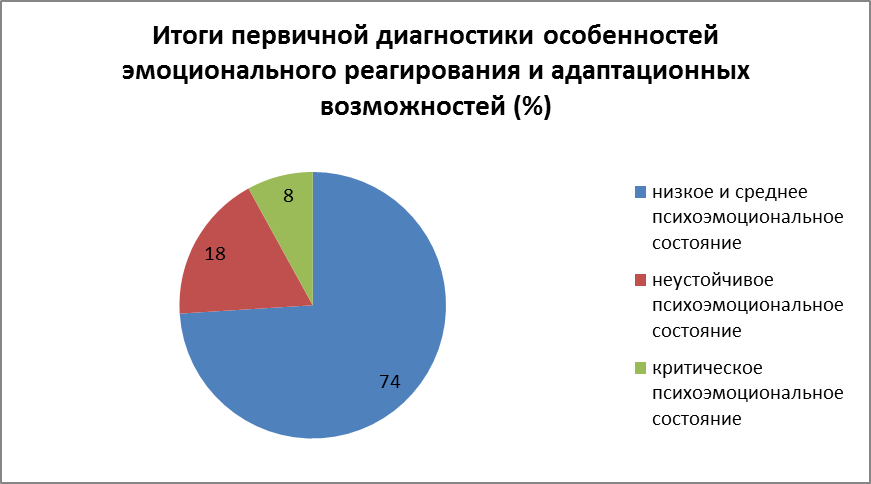 Итоги первичной диагностики особенностей
эмоционального реагирования и адаптационных
возможностей (%)
8
18
74
низкое и среднее
психоэмоциональное
состояние
неустойчивое
психоэмоциональное
состояние
критическое
психоэмоциональное
состояние